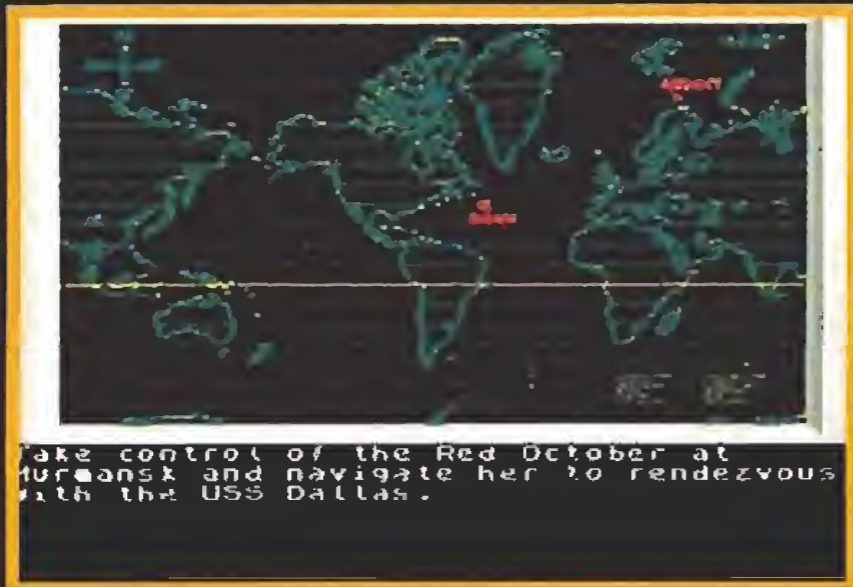 Take control of the Red October at
Murmansk and navigate her to rendezvous
with the USS Dallas.